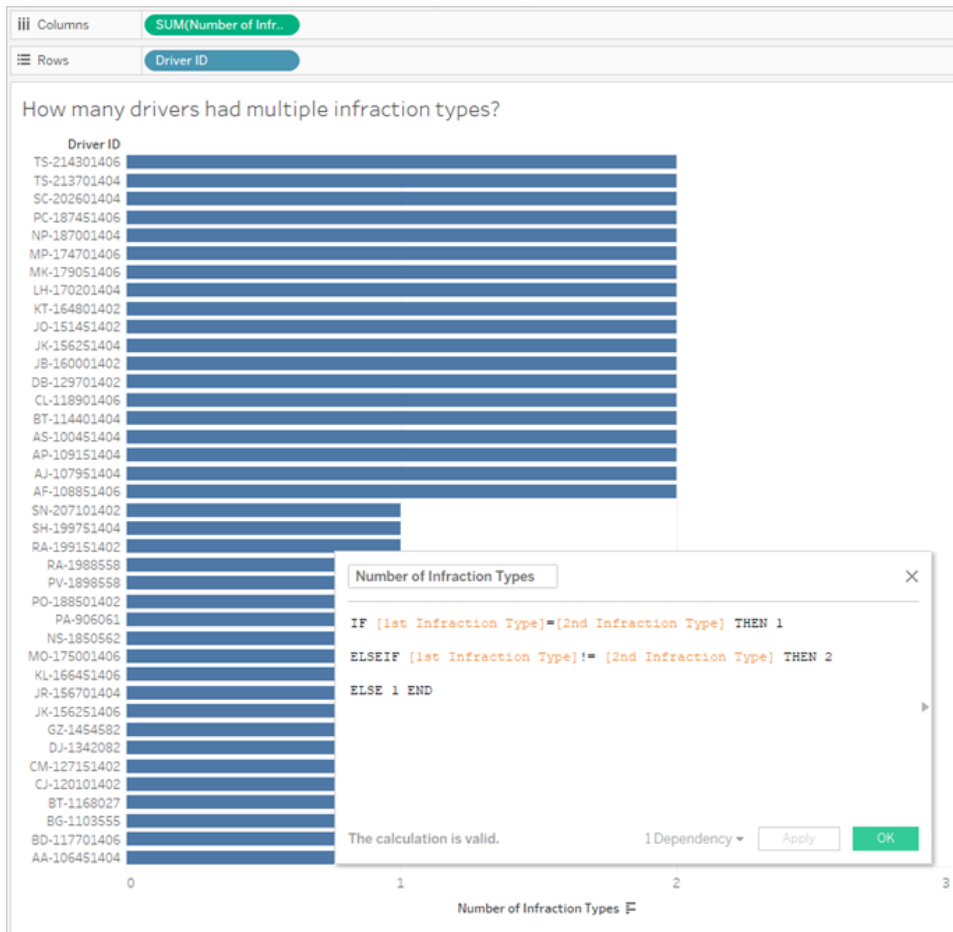 Columns SUM(Number of Infr..
Rows Driver ID
How many drivers had multiple infraction types?
Driver ID
TS-214301406
TS-213701404
SC-202601404
PC-187451406
NP-187001404
MP-174701406
MK-179051406
LH-170201404
KT-164801402
JO-151451402
JK-156251404
JB-160001402
DB-129701402
CL-118901406
BT-114401404
AS-100451404
AP-109151404
AJ-107951404
AF-108851406
SN-207101402
SH-199751404
RA-199151402
RA-1988558
PV-1898558
PO-188501402
PA-906061
NS-1850562
MO-175001406
KL-166451406
JR-156701404
JK-156251406
GZ-1454582
DJ-1342082
CM-127151402
CJ-120101402
BT-1168027
BG-1103555
BD-117701406
AA-106451404
Number of Infraction Types
IF [1st Infraction Type]=[2nd Infraction Type] THEN 1
ELSEIF [1st Infraction Type]!= [2nd Infraction Type] THEN 2
ELSE 1 END
The calculation is valid. 1 Dependency Apply OK
0 1 2 3
Number of Infraction Types